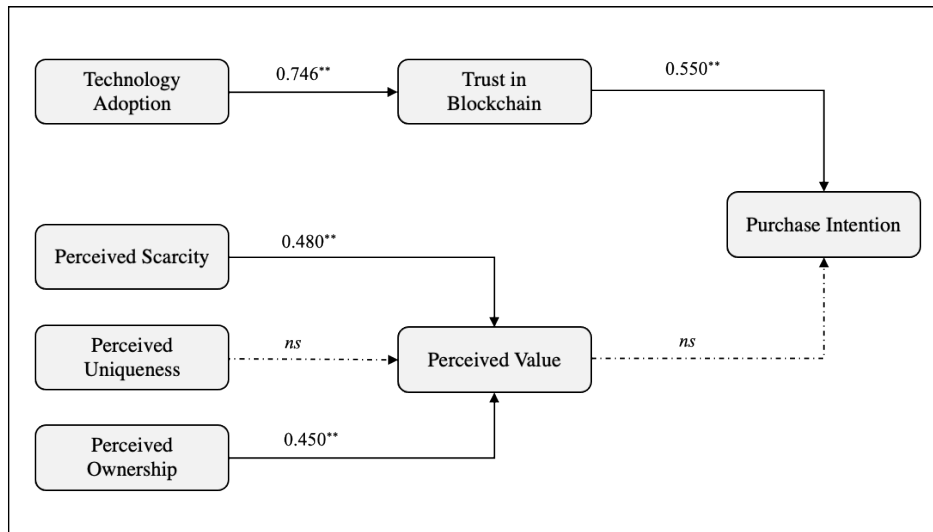 Technology
Adoption
0.746**
Trust in
Blockchain
0.550**
Purchase Intention
Perceived Scarcity
0.480**
Perceived
Uniqueness
ns
Perceived Value
ns
Perceived
Ownership
0.450**